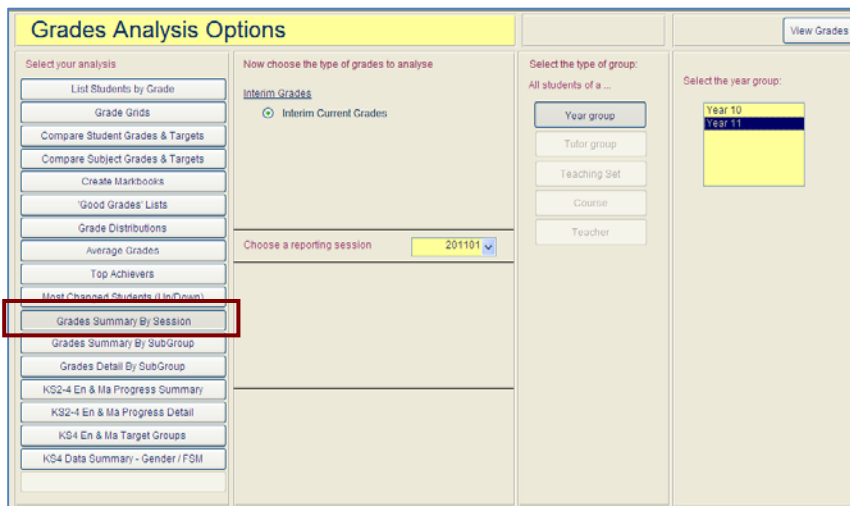 Grades Analysis Options
View Grades
Select your analysis
List Students by Grade
Grade Grids
Compare Student Grades & Targets
Compare Subject Grades & Targets
Create Markbooks
'Good Grades' Lists
Grade Distributions
Average Grades
Top Achievers
Most Changed Students (Up/Down)
Grades Summary By Session
Grades Summary By SubGroup
Grades Detail By SubGroup
KS2-4 En & Ma Progress Summary
KS2-4 En & Ma Progress Detail
KS4 En & Ma Target Groups
KS4 Data Summary - Gender / FSM
Now choose the type of grades to analyse
Interim Grades
Interim Current Grades
Choose a reporting session
201101
Select the type of group:
All students of a ...
Year group
Tutor group
Teaching Set
Course
Teacher
Select the year group:
Year 10
Year 11